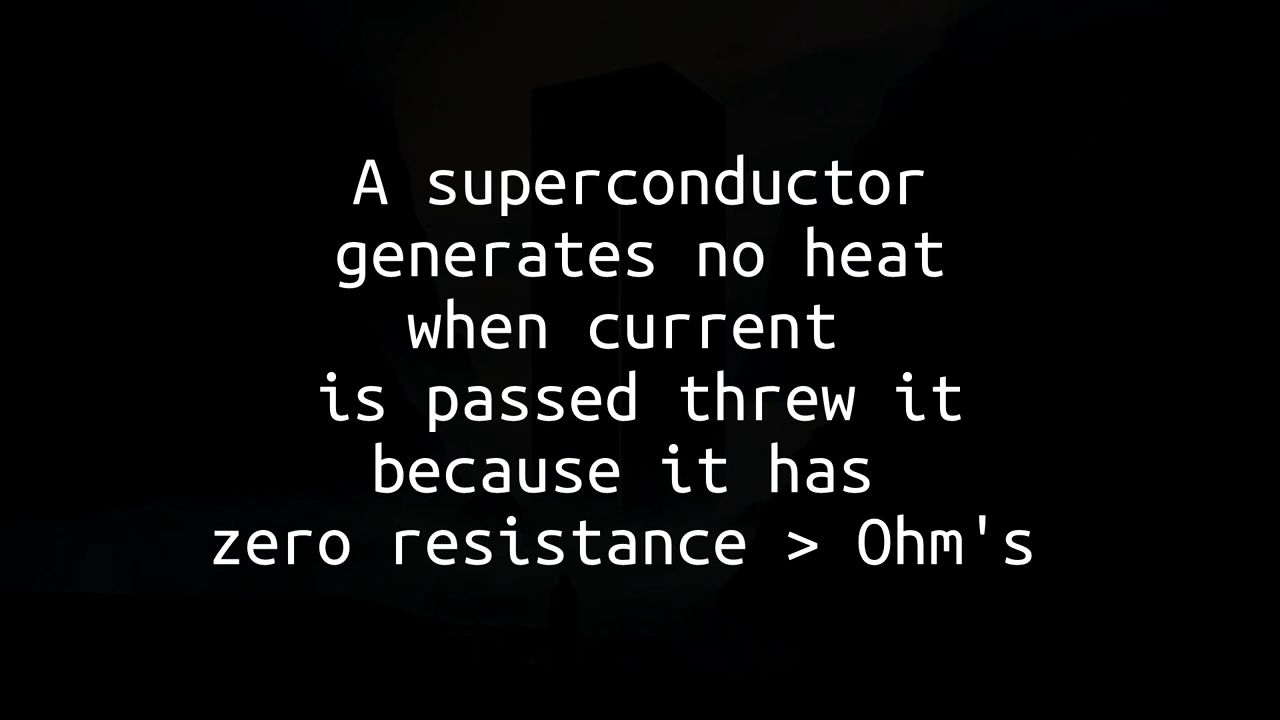 A superconductor
generates no heat
when current
is passed threw it
because it has
zero resistance > Ohm's